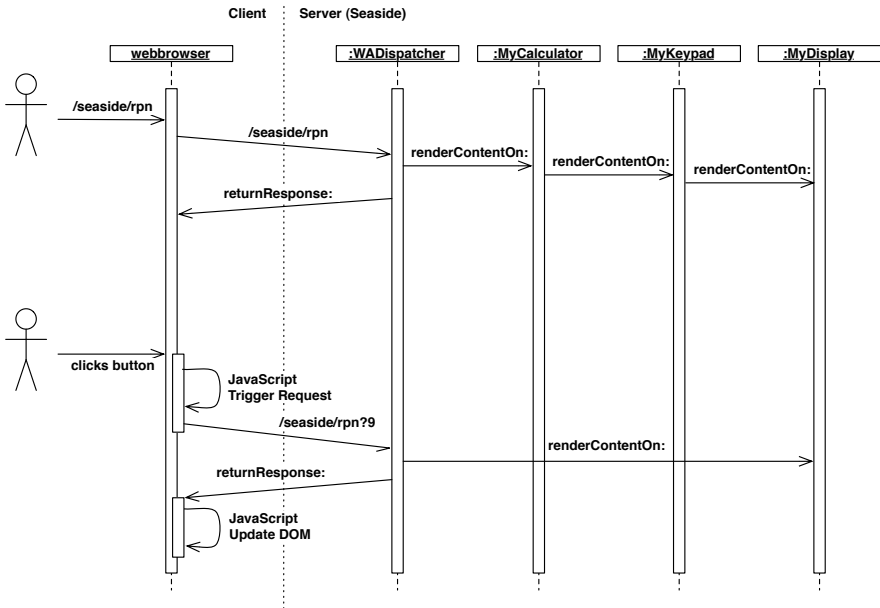 Client
Server (Seaside)
webbrowser
:WADispatcher
:MyCalculator
:MyKeypad
:MyDisplay
/seaside/rpn
/seaside/rpn
renderContentOn:
renderContentOn:
renderContentOn:
returnResponse:
clicks button
JavaScript
Trigger Request
/seaside/rpn?9
renderContentOn:
returnResponse:
JavaScript
Update DOM